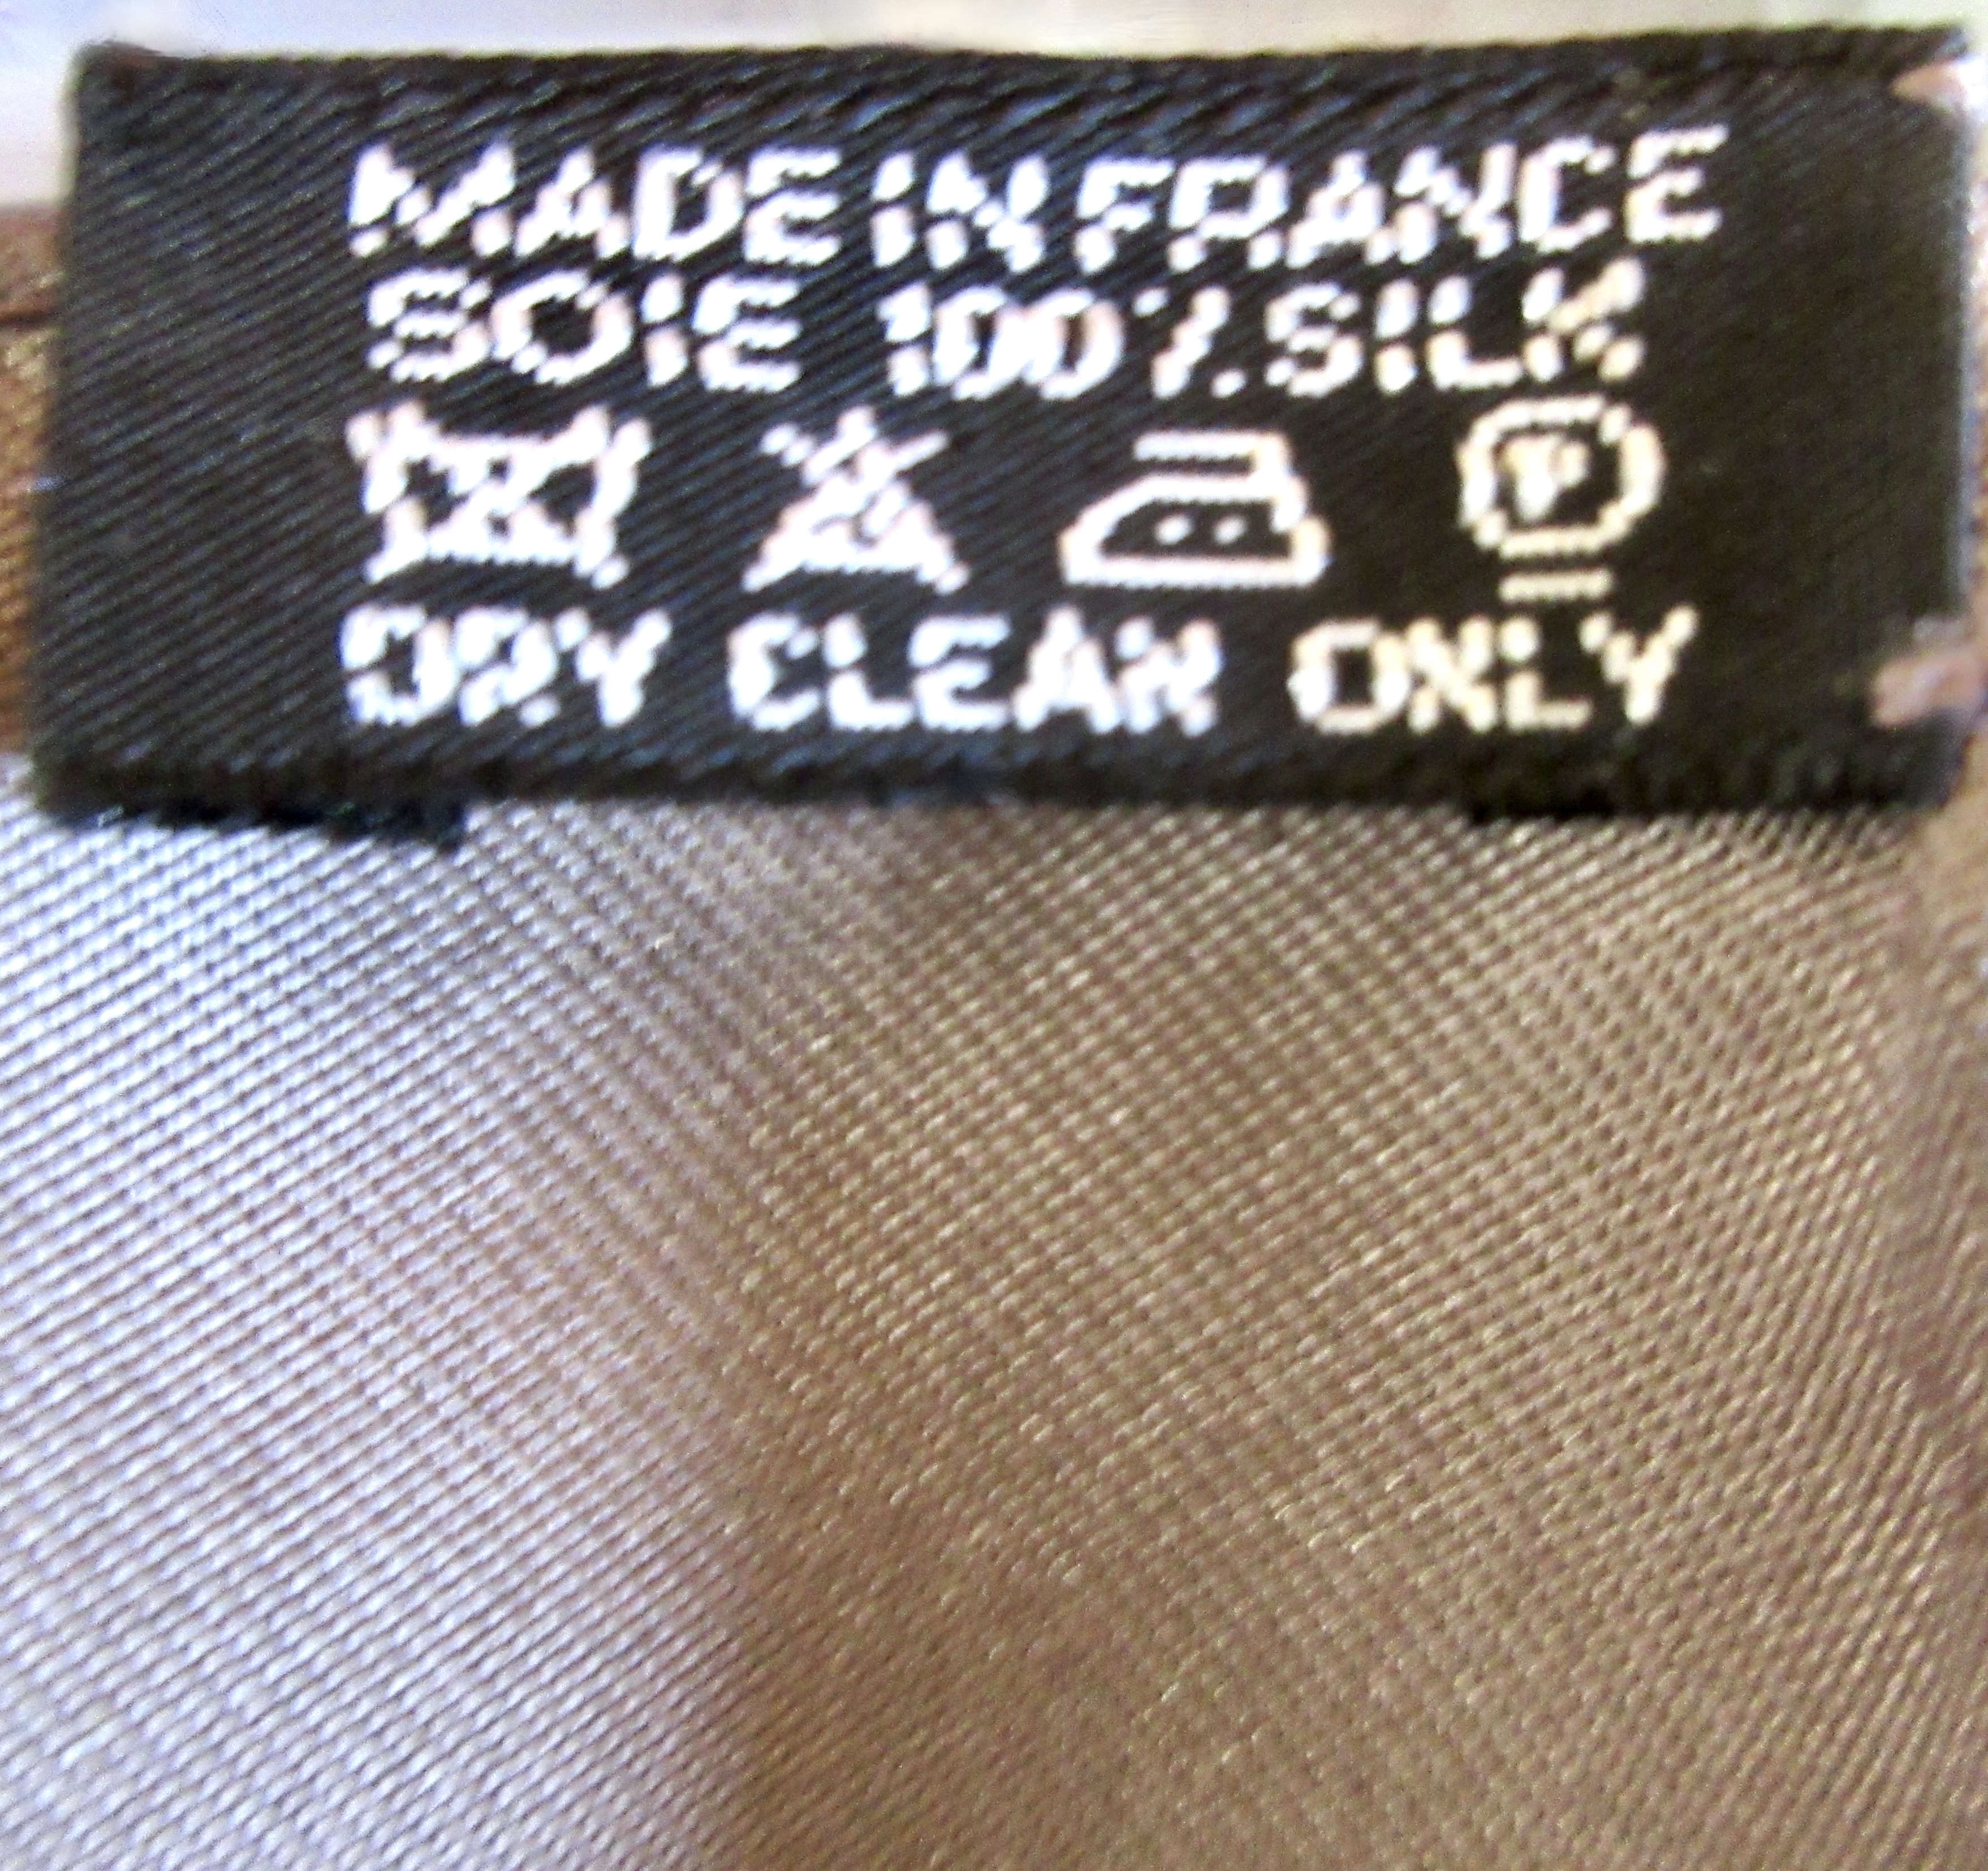 MADE IN FRANCE
SOIE 100% SILK
P
DRY CLEAN ONLY